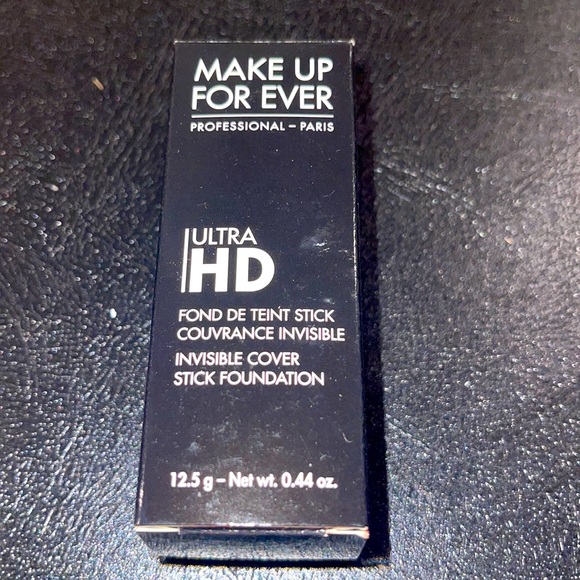 MAKE UP
FOR EVER
PROFESSIONAL – PARIS
ULTRA
HD
FOND DE TEINT STICK
COUVRANCE INVISIBLE
INVISIBLE COVER
STICK FOUNDATION
12.5 g – Net wt. 0.44 oz.